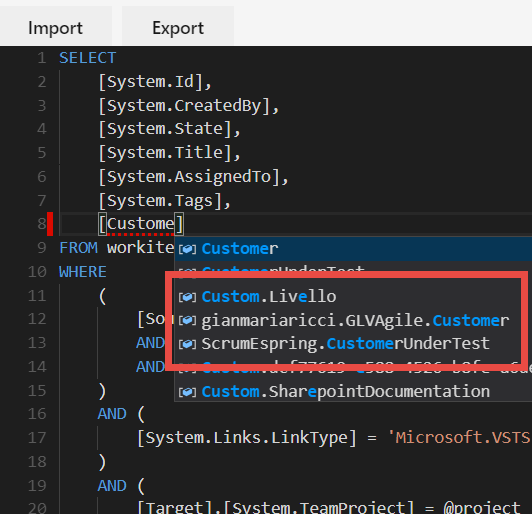 Import Export
1 SELECT
2 [System.Id],
3 [System.CreatedBy],
4 [System.State],
5 [System.Title],
6 [System.AssignedTo],
7 [System.Tags],
8 [Custome]
Customer
9 FROM workite
CustomerUnderTest
10 WHERE
11 (
Custom.Livello
12 [Sou
gianmariaricci.GLVAgile.Customer
13 AND
ScrumEspring.CustomerUnderTest
14 AND
15 )
Custom.SharepointDocumentation
16 AND (
17 [System.Links.LinkType] = 'Microsoft.VSTS
18 )
19 AND (
20 [Target].[System.TeamProject] = @project